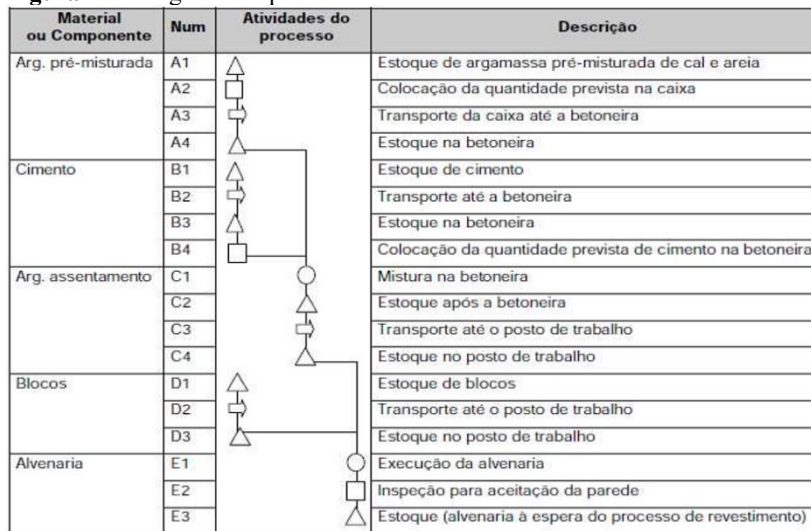 Material
ou Componente Num Atividades do
processo Descrição
Arg. pré-misturada A1 Estoque de argamassa pré-misturada de cal e areia
A2 Colocação da quantidade prevista na caixa
A3 Transporte da caixa até a betoneira
A4 Estoque na betoneira
Cimento B1 Estoque de cimento
B2 Transporte até a betoneira
B3 Estoque na betoneira
B4 Colocação da quantidade prevista de cimento na betoneira
Arg. assentamento C1 Mistura na betoneira
C2 Estoque após a betoneira
C3 Transporte até o posto de trabalho
C4 Estoque no posto de trabalho
Blocos D1 Estoque de blocos
D2 Transporte até o posto de trabalho
D3 Estoque no posto de trabalho
Alvenaria E1 Execução da alvenaria
E2 Inspeção para aceitação da parede
E3 Estoque (alvenaria à espera do processo de revestimento)